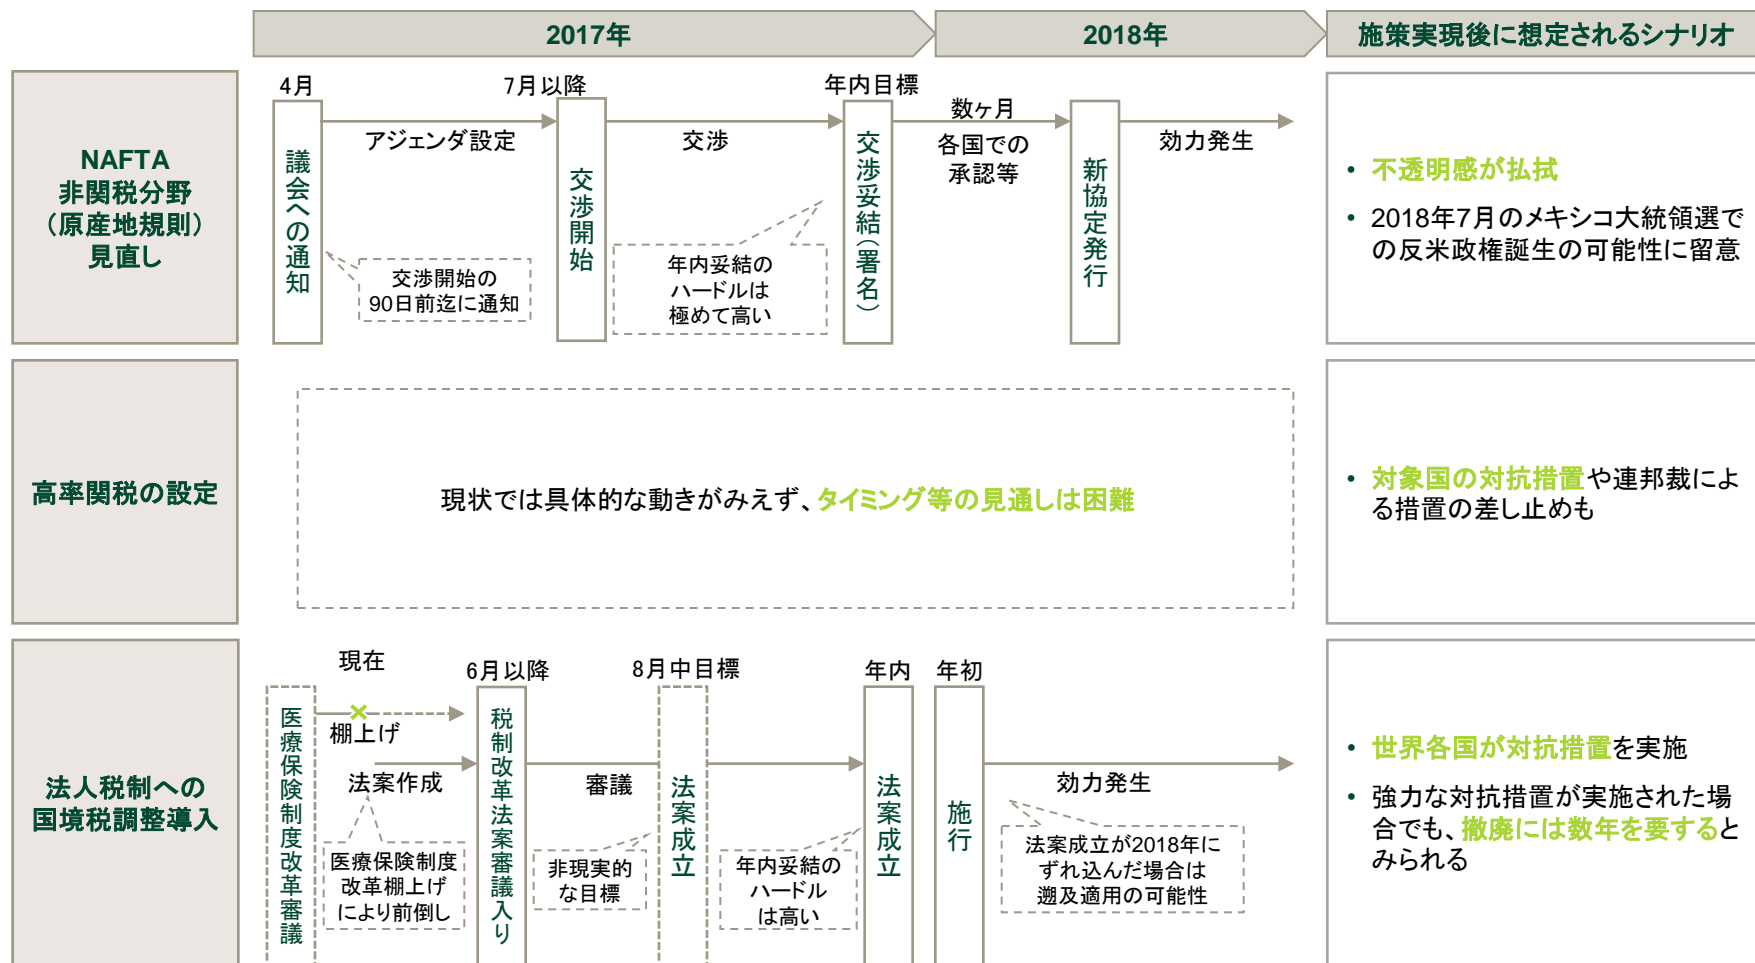 2017年
2018年
施策実現後に想定されるシナリオ
NAFTA
非関税分野
（原産地規則）
見直し
4月
7月以降
年内目標
議会への通知
アジェンダ設定
交渉開始
交渉
交渉妥結（署名）
数ヶ月
各国での
承認等
新協定発行
効力発生
交渉開始の
90日前迄に通知
年内妥結の
ハードルは
極めて高い
• 不透明感が払拭
• 2018年7月のメキシコ大統領選で
の反米政権誕生の可能性に留意
高率関税の設定
現状では具体的な動きがみえず、タイミング等の見通しは困難
• 対象国の対抗措置や連邦裁によ
る措置の差し止めも
法人税制への
国境税調整導入
現在
6月以降
8月中目標
年内
年初
医療保険制度改革審議
棚上げ
法案作成
税制改革法案審議入り
審議
法案成立
法案成立
施行
効力発生
医療保険制度
改革棚上げ
により前倒し
非現実的
な目標
年内妥結の
ハードル
は高い
法案成立が2018年に
ずれ込んだ場合は
遡及適用の可能性
• 世界各国が対抗措置を実施
• 強力な対抗措置が実施された場
合でも、撤廃には数年を要すると
みられる